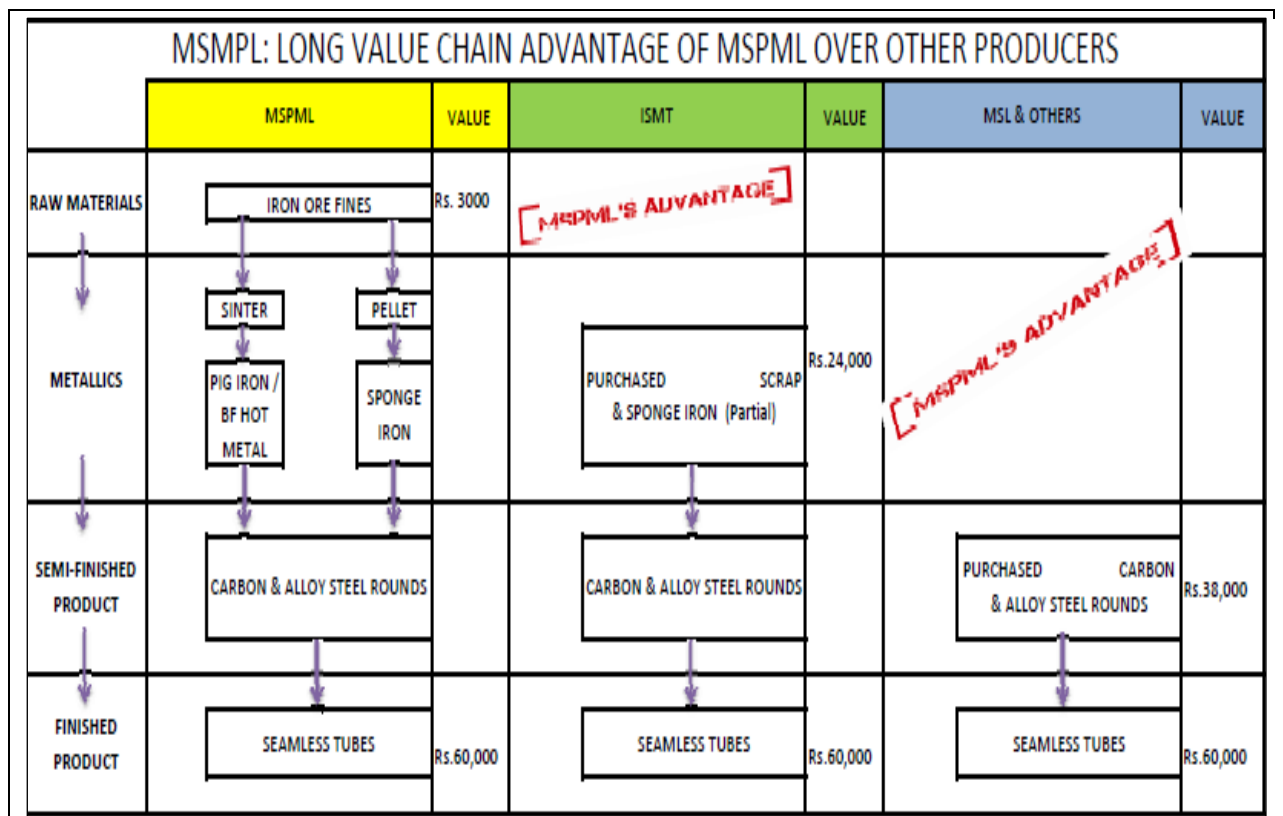 MSMPL: LONG VALUE CHAIN ADVANTAGE OF MSPML OVER OTHER PRODUCERS
MSPML VALUE ISMT VALUE MSL & OTHERS VALUE
RAW MATERIALS
IRON ORE FINES
Rs. 3000
MSPML'S ADVANTAGE
METALLICS
SINTER
PELLET
PIG IRON /
BF HOT
METAL
SPONGE
IRON
PURCHASED SCRAP
& SPONGE IRON (Partial)
Rs.24,000
MSPML'S ADVANTAGE
SEMI-FINISHED
PRODUCT
CARBON & ALLOY STEEL ROUNDS
CARBON & ALLOY STEEL ROUNDS
PURCHASED CARBON
& ALLOY STEEL ROUNDS
Rs.38,000
FINISHED
PRODUCT
SEAMLESS TUBES
Rs.60,000
SEAMLESS TUBES
Rs.60,000
SEAMLESS TUBES
Rs.60,000